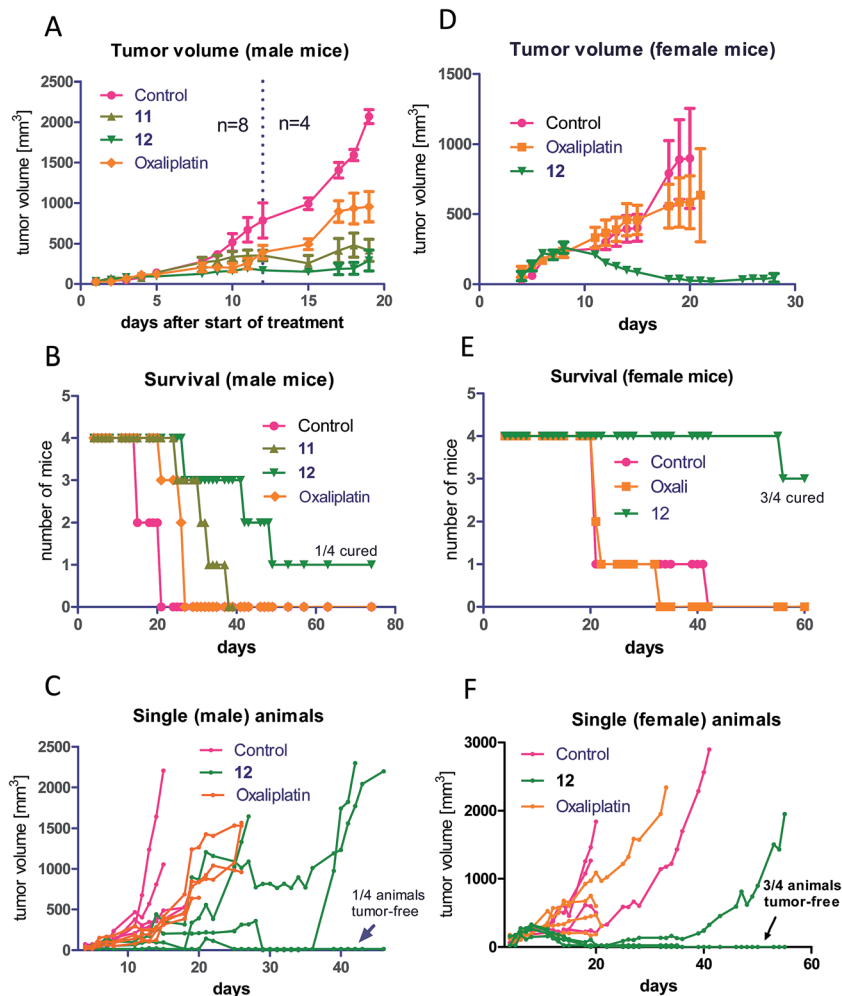 A
Tumor volume (male mice)
tumor volume [mm³]
2500
2000
1500
1000
500
0
Control
11
12
Oxaliplatin
n=8
n=4
0
5
10
15
20
days after start of treatment
D
Tumor volume (female mice)
tumor volume [mm³]
1500
1000
500
0
Control
Oxaliplatin
12
0
10
20
30
days
B
Survival (male mice)
number of mice
5
4
3
2
1
0
Control
11
12
Oxaliplatin
1/4 cured
0
20
40
60
80
days
E
Survival (female mice)
number of mice
5
4
3
2
1
0
Control
Oxali
12
3/4 cured
0
20
40
60
days
C
Single (male) animals
tumor volume [mm³]
2500
2000
1500
1000
500
0
Control
12
Oxaliplatin
1/4 animals
tumor-free
10
20
30
40
days
F
Single (female) animals
tumor volume [mm³]
3000
2000
1000
0
Control
12
Oxaliplatin
3/4 animals
tumor-free
20
40
60
days